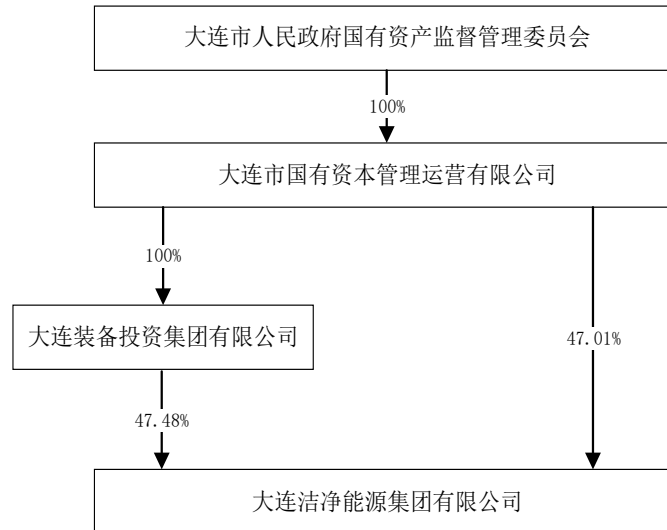 大连市人民政府国有资产监督管理委员会
100%
大连市国有资本管理运营有限公司
100%
大连装备投资集团有限公司
47.01%
47.48%
大连洁净能源集团有限公司